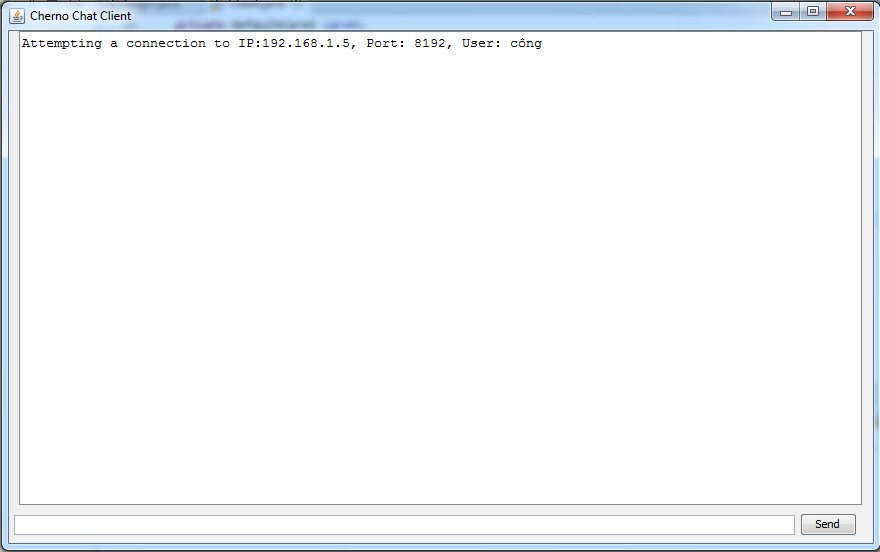 Cherno Chat Client
Attempting a connection to IP:192.168.1.5, Port: 8192, User: công
Send